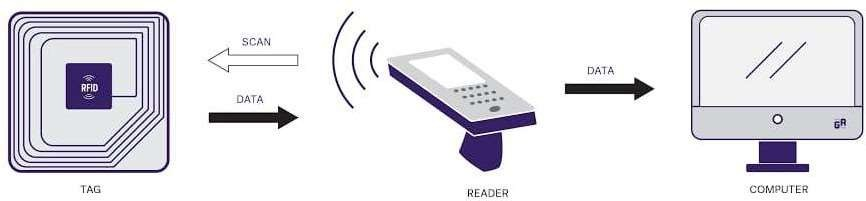 SCAN
DATA
RFID
DATA
GR
TAG
READER
COMPUTER